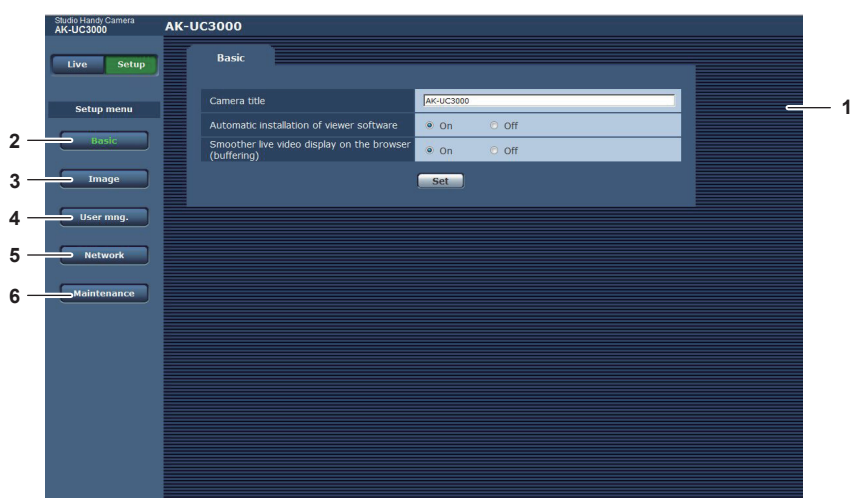 Studio Handy Camera
AK-UC3000
AK-UC3000
Live
Setup
Basic
Setup menu
Camera title
AK-UC3000
1
Automatic installation of viewer software
On
Off
2
Basic
Smoother live video display on the browser
(buffering)
On
Off
3
Image
Set
4
User mng.
5
Network
6
Maintenance